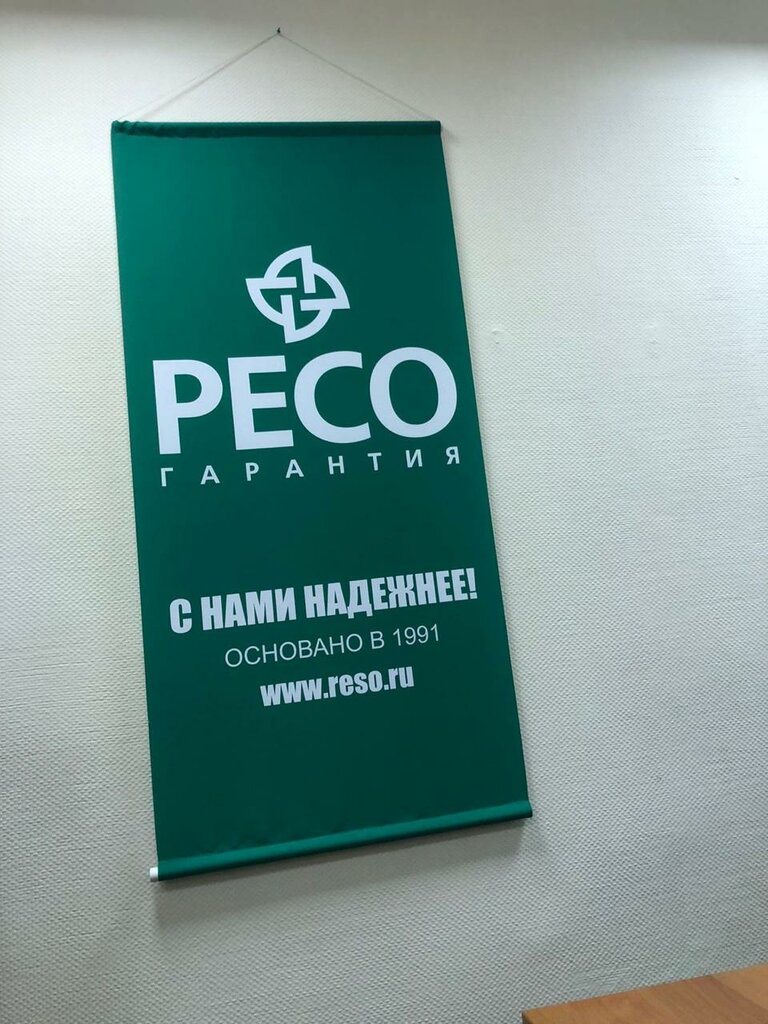 РЕСО
ГАРАНТИЯ
С НАМИ НАДЕЖНЕЕ!
ОСНОВАНО В 1991
www.reso.ru